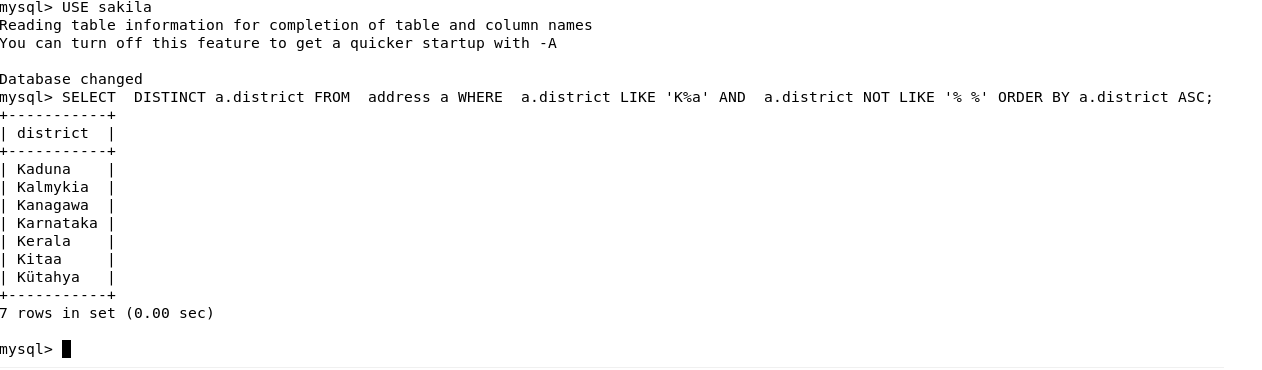 mysql> USE sakila
Reading table information for completion of table and column names
You can turn off this feature to get a quicker startup with -A
Database changed
mysql> SELECT  DISTINCT a.district FROM  address a WHERE  a.district LIKE 'K%a' AND  a.district NOT LIKE '% %' ORDER BY a.district ASC;
+-----------+
| district  |
+-----------+
| Kaduna    |
| Kalmykia  |
| Kanagawa  |
| Karnataka |
| Kerala    |
| Kitaa     |
| Kütahya   |
+-----------+
7 rows in set (0.00 sec)
mysql>